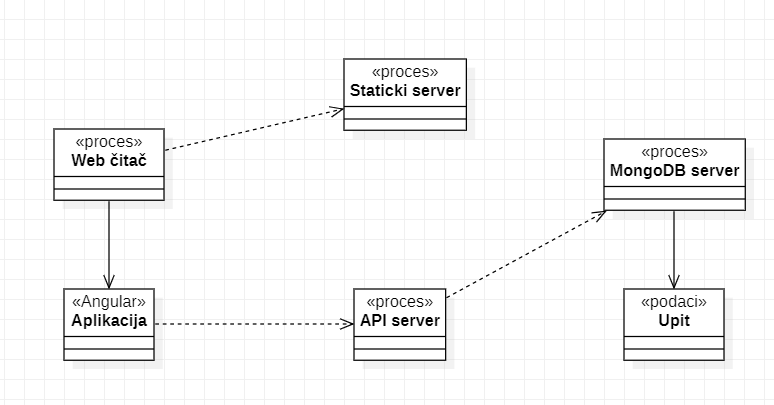 «proces»
Staticki server
«proces»
Web čitač
«proces»
MongoDB server
«Angular»
Aplikacija
«proces»
API server
«podaci»
Upit